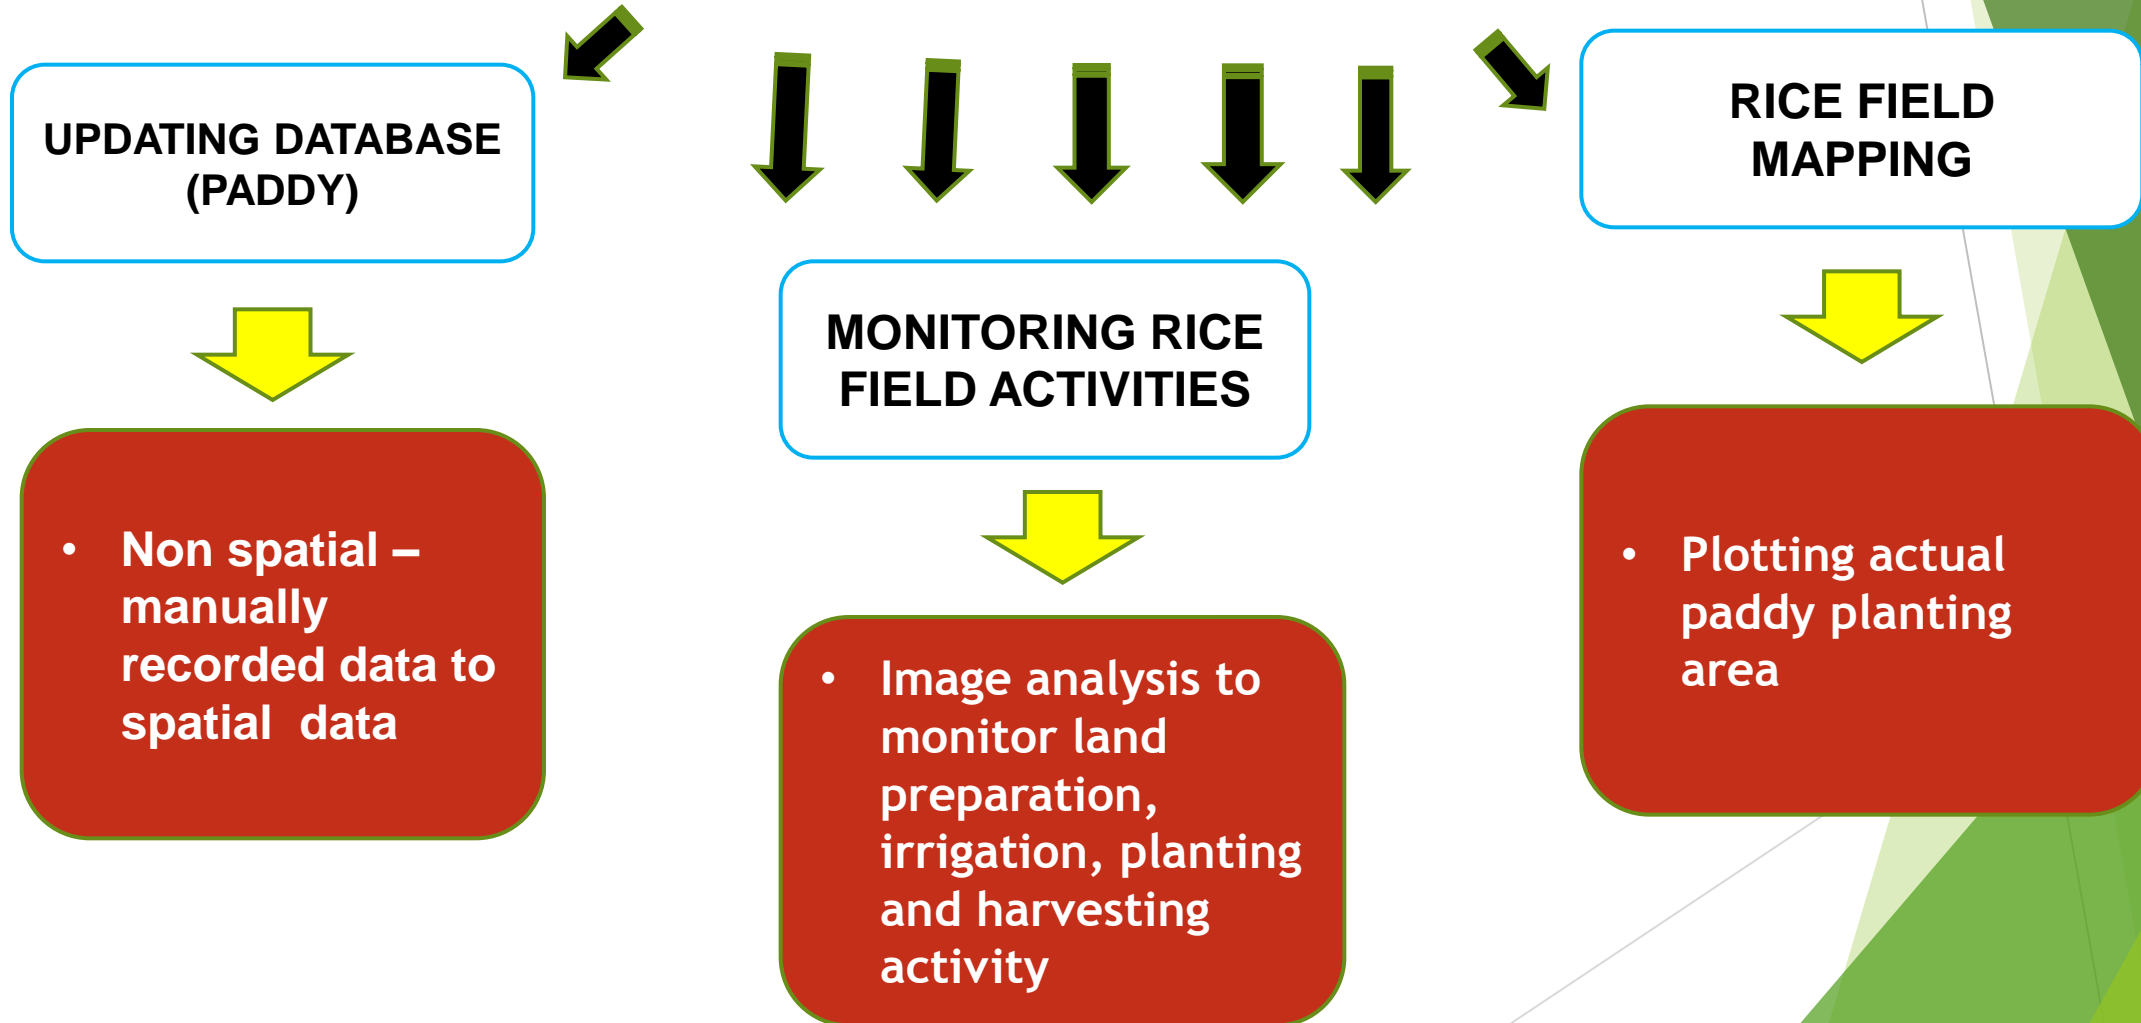 UPDATING DATABASE
(PADDY)
RICE FIELD
MAPPING
MONITORING RICE
FIELD ACTIVITIES
• Non spatial –
manually
recorded data to
spatial  data
• Image analysis to
monitor land
preparation,
irrigation, planting
and harvesting
activity
• Plotting actual
paddy planting
area